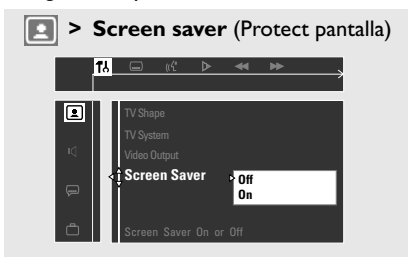 > Screen saver (Protect pantalla)
TV Shape
TV System
Video Output
Screen Saver
Off
On
Screen Saver On or Off